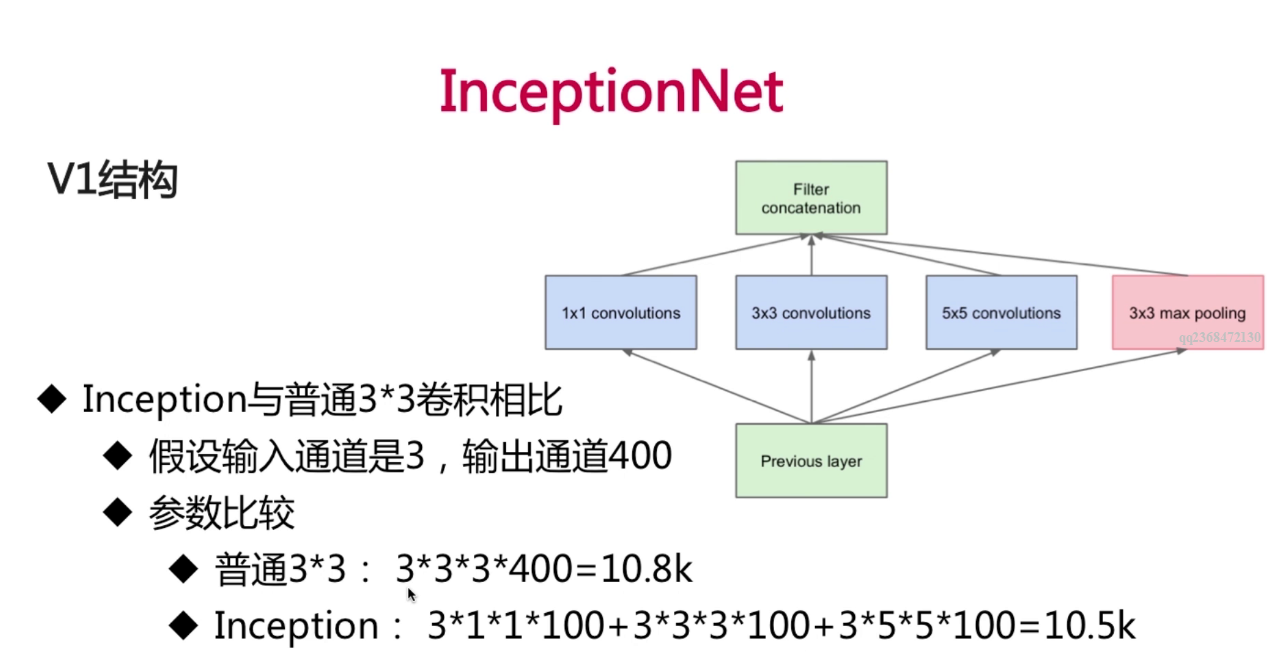 InceptionNet
V1结构
Filter
concatenation
1x1 convolutions
3x3 convolutions
5x5 convolutions
3x3 max pooling
qq2368472130
Previous layer
Inception与普通3*3卷积相比
假设输入通道是3，输出通道400
参数比较
普通3*3： 3*3*3*400=10.8k
Inception： 3*1*1*100+3*3*3*100+3*5*5*100=10.5k